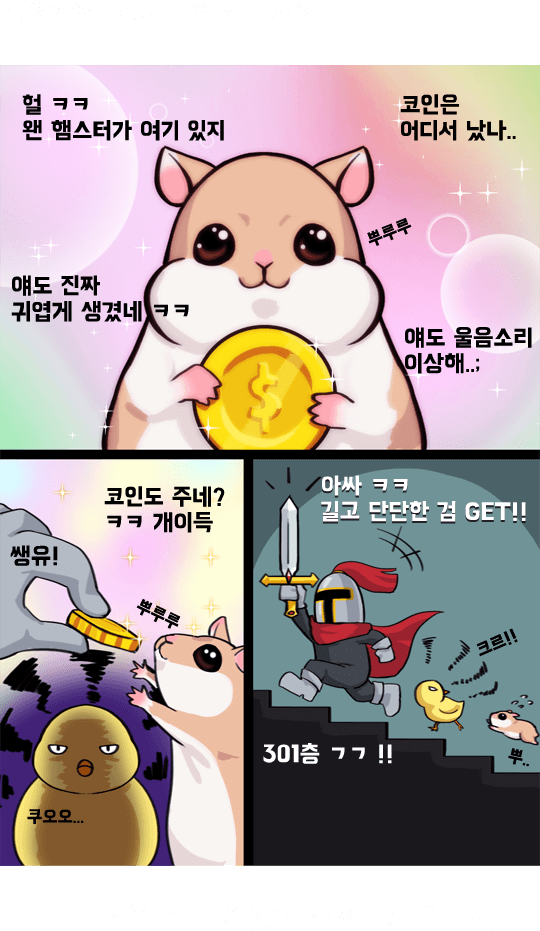 헐 ㅋㅋ
왠 햄스터가 여기 있지
코인은
어디서 났나..
뿌루루
얘도 진짜
귀엽게 생겼네 ㅋㅋ
얘도 울음소리
이상해..;
코인도 주네?
ㅋㅋ 개이득
쌩유!
뿌루루
쿠오오...
아싸 ㅋㅋ
길고 단단한 검 GET!!
크르!!
뿌..
301층 ㄱㄱ !!